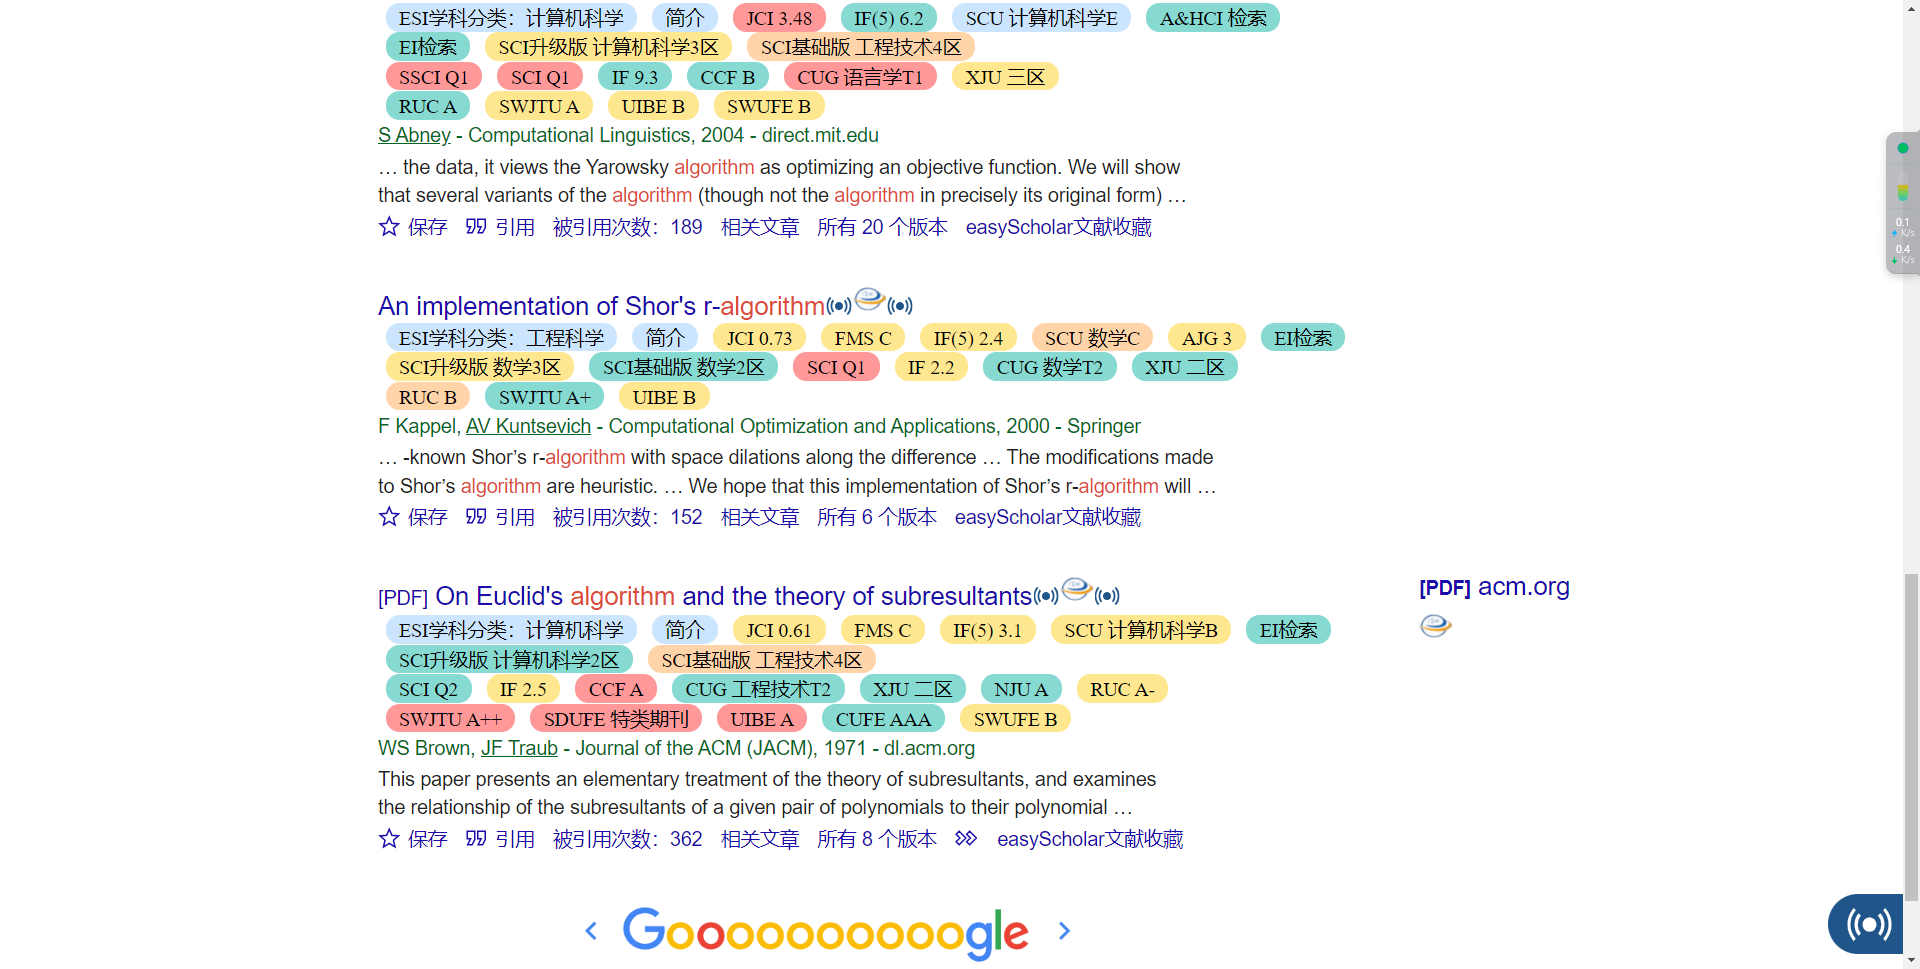 ESI学科分类：计算机科学 简介 JCI 3.48 IF(5) 6.2 SCU 计算机科学E A&HCI 检索
EI检索 SCI升级版 计算机科学3区 SCI基础版 工程技术4区
SSCI Q1 SCI Q1 IF 9.3 CCF B CUG 语言学T1 XJU 三区
RUC A SWJTU A UIBE B SWUFE B
S Abney - Computational Linguistics, 2004 - direct.mit.edu
… the data, it views the Yarowsky algorithm as optimizing an objective function. We will show
that several variants of the algorithm (though not the algorithm in precisely its original form) …
保存 引用 被引用次数：189 相关文章 所有 20 个版本 easyScholar文献收藏
An implementation of Shor's r-algorithm
ESI学科分类：工程科学 简介 JCI 0.73 FMS C IF(5) 2.4 SCU 数学C AJG 3 EI检索
SCI升级版 数学3区 SCI基础版 数学2区 SCI Q1 IF 2.2 CUG 数学T2 XJU 二区
RUC B SWJTU A+ UIBE B
F Kappel, AV Kuntsevich - Computational Optimization and Applications, 2000 - Springer
… -known Shor’s r-algorithm with space dilations along the difference … The modifications made
to Shor’s algorithm are heuristic. … We hope that this implementation of Shor’s r-algorithm will …
保存 引用 被引用次数：152 相关文章 所有 6 个版本 easyScholar文献收藏
[PDF] On Euclid's algorithm and the theory of subresultants
ESI学科分类：计算机科学 简介 JCI 0.61 FMS C IF(5) 3.1 SCU 计算机科学B EI检索
SCI升级版 计算机科学2区 SCI基础版 工程技术4区
SCI Q2 IF 2.5 CCF A CUG 工程技术T2 XJU 二区 NJU A RUC A-
SWJTU A++ SDUFE 特类期刊 UIBE A CUFE AAA SWUFE B
WS Brown, JF Traub - Journal of the ACM (JACM), 1971 - dl.acm.org
This paper presents an elementary treatment of the theory of subresultants, and examines
the relationship of the subresultants of a given pair of polynomials to their polynomial …
保存 引用 被引用次数：362 相关文章 所有 8 个版本 easyScholar文献收藏
[PDF] acm.org
Goooooooooogle
0.1
K/s
0.4
K/s